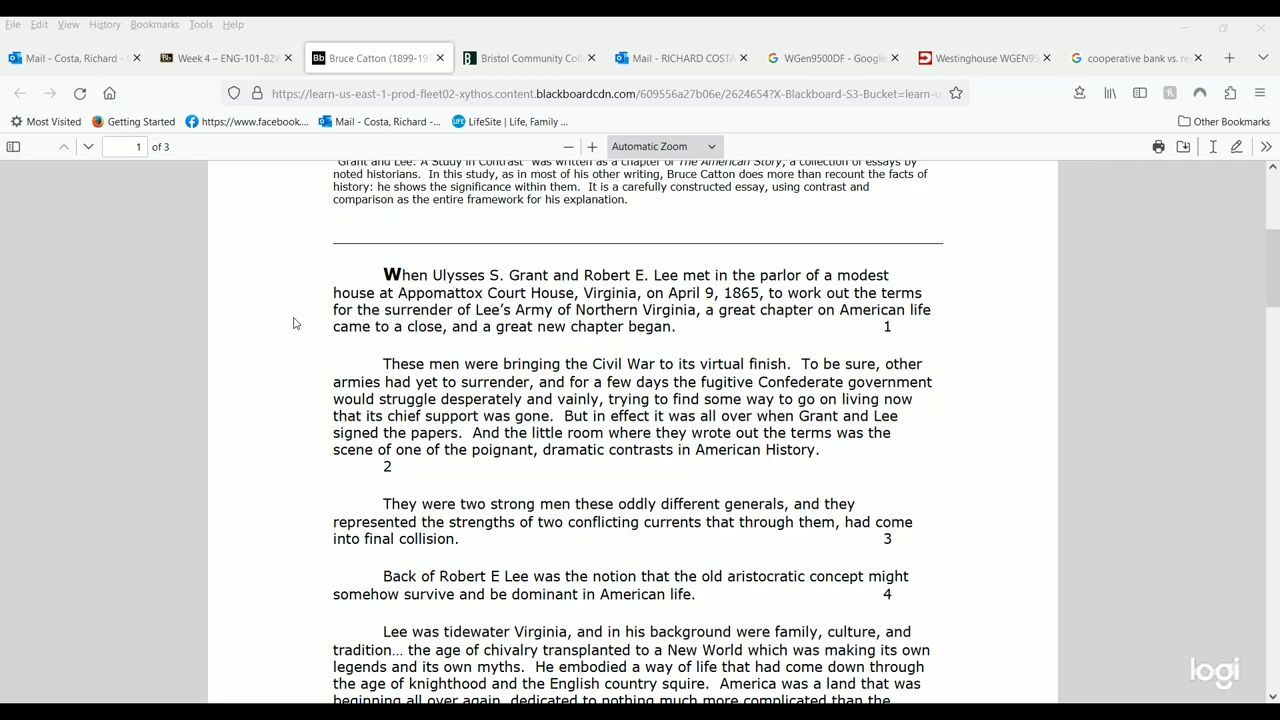 File Edit View History Bookmarks Tools Help
Mail - Costa, Richard - C
Bb Week 4 – ENG-101-82V
Bb Bruce Catton (1899-197
Bristol Community Coll
Mail - RICHARD COSTA
WGen9500DF - Google
Westinghouse WGEN95
cooperative bank vs. re
https://learn-us-east-1-prod-fleet02-xythos.content.blackboardcdn.com/609556a27b06e/2624654?X-Blackboard-S3-Bucket=learn-u
Most Visited Getting Started https://www.facebook.... Mail - Costa, Richard -... LifeSite | Life, Family ... Other Bookmarks
1 of 3 Automatic Zoom
"Grant and Lee: A Study in Contrast" was written as a chapter of The American Story, a collection of essays by
noted historians. In this study, as in most of his other writing, Bruce Catton does more than recount the facts of
history: he shows the significance within them. It is a carefully constructed essay, using contrast and
comparison as the entire framework for his explanation.
When Ulysses S. Grant and Robert E. Lee met in the parlor of a modest
house at Appomattox Court House, Virginia, on April 9, 1865, to work out the terms
for the surrender of Lee's Army of Northern Virginia, a great chapter on American life
came to a close, and a great new chapter began. 1
These men were bringing the Civil War to its virtual finish. To be sure, other
armies had yet to surrender, and for a few days the fugitive Confederate government
would struggle desperately and vainly, trying to find some way to go on living now
that its chief support was gone. But in effect it was all over when Grant and Lee
signed the papers. And the little room where they wrote out the terms was the
scene of one of the poignant, dramatic contrasts in American History.
2
They were two strong men these oddly different generals, and they
represented the strengths of two conflicting currents that through them, had come
into final collision. 3
Back of Robert E Lee was the notion that the old aristocratic concept might
somehow survive and be dominant in American life. 4
Lee was tidewater Virginia, and in his background were family, culture, and
tradition... the age of chivalry transplanted to a New World which was making its own
legends and its own myths. He embodied a way of life that had come down through
the age of knighthood and the English country squire. America was a land that was
beginning all over again, dedicated to nothing much more complicated than the
logi